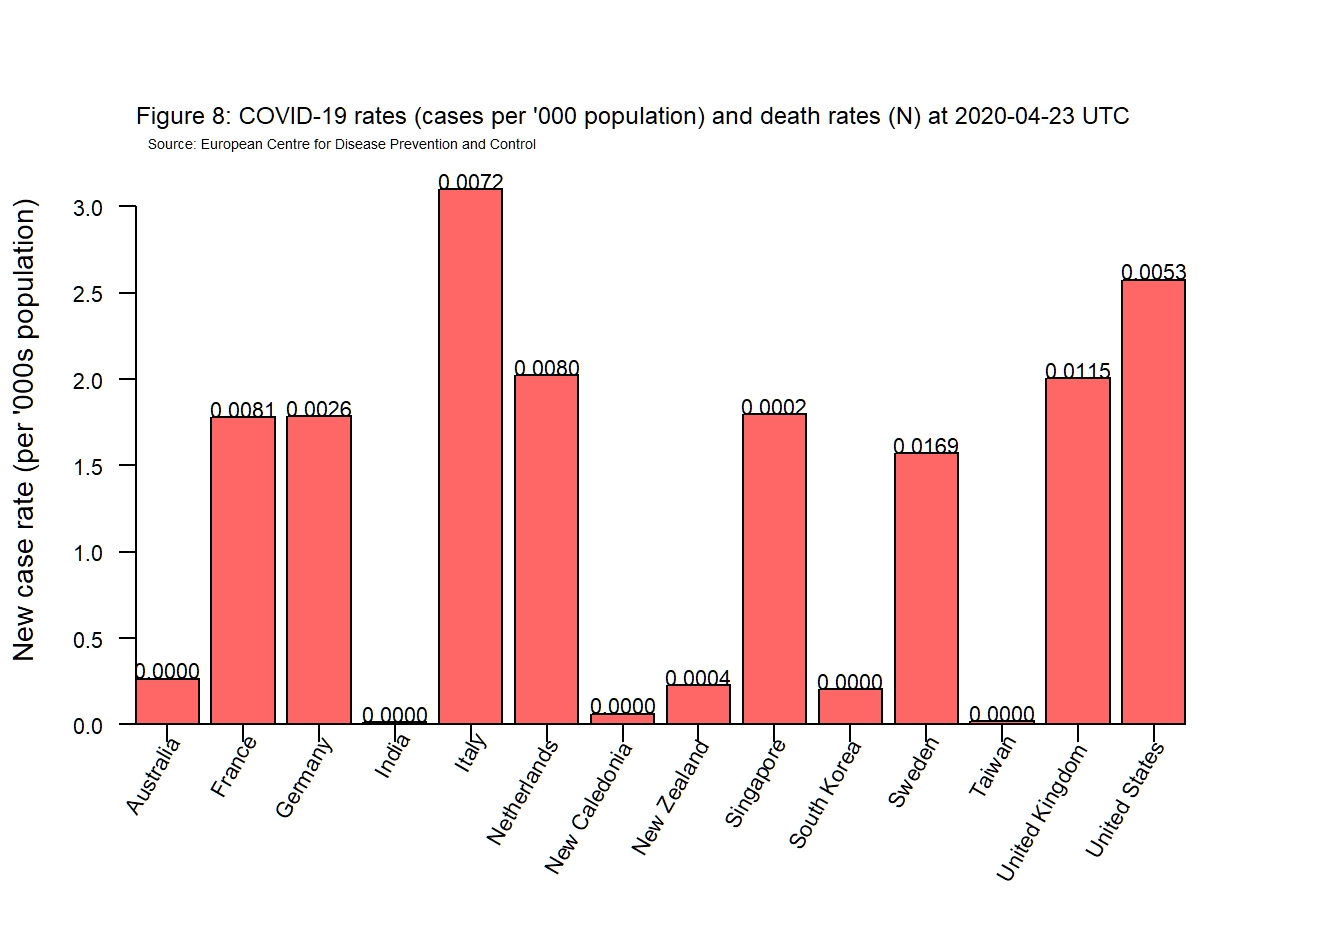 Figure 8: COVID-19 rates (cases per '000 population) and death rates (N) at 2020-04-23 UTC
Source: European Centre for Disease Prevention and Control
New case rate (per '000s population)
3.0
2.5
2.0
1.5
1.0
0.5
0.0
0.0000
0.0081
0.0026
0.0000
0.0072
0.0080
0.0000
0.0004
0.0002
0.0000
0.0169
0.0000
0.0115
0.0053
Australia
France
Germany
India
Italy
Netherlands
New Caledonia
New Zealand
Singapore
South Korea
Sweden
Taiwan
United Kingdom
United States